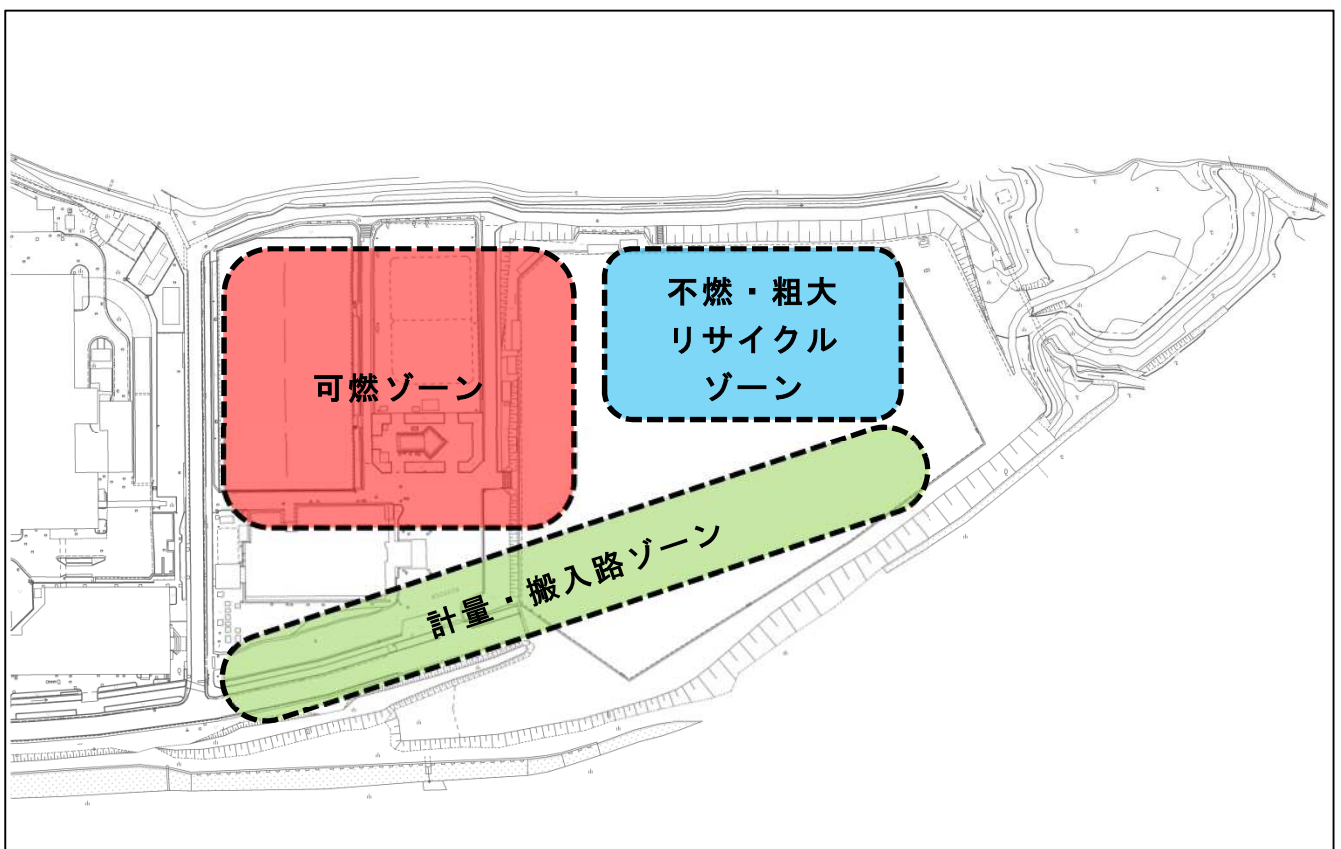 可燃ゾーン
不燃・粗大
リサイクル
ゾーン
計量・搬入路ゾーン